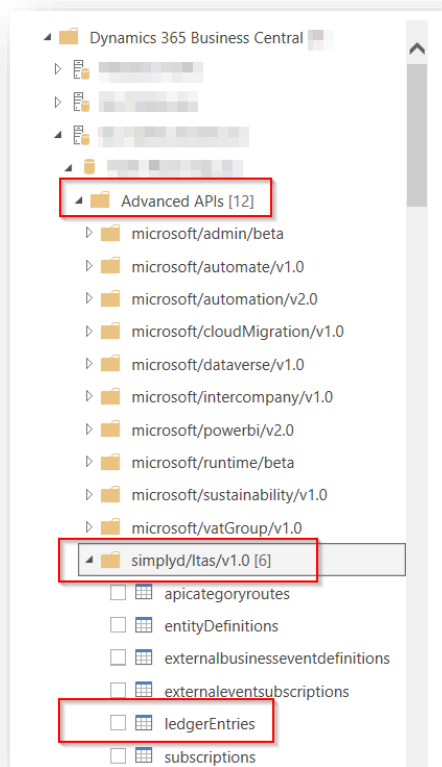 Dynamics 365 Business Central
Advanced APIs [12]
microsoft/admin/beta
microsoft/automate/v1.0
microsoft/automation/v2.0
microsoft/cloudMigration/v1.0
microsoft/dataverse/v1.0
microsoft/intercompany/v1.0
microsoft/powerbi/v2.0
microsoft/runtime/beta
microsoft/sustainability/v1.0
microsoft/vatGroup/v1.0
simplyd/ltas/v1.0 [6]
apicategoryroutes
entityDefinitions
externalbusinesseventdefinitions
externaleventsubscriptions
ledgerEntries
subscriptions